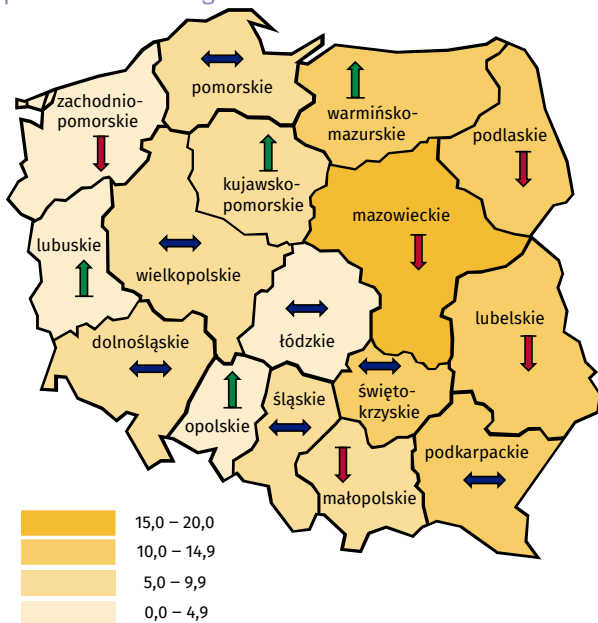 zachodnio-
pomorskie
pomorskie
warmińsko-
mazurskie
podlaskie
kujawsko-
pomorskie
mazowieckie
lubuskie
wielkopolskie
łódzkie
lubelskie
dolnośląskie
opolskie
śląskie
święto-
krzyskie
podkarpackie
małopolskie
15,0 – 20,0
10,0 – 14,9
5,0 – 9,9
0,0 – 4,9